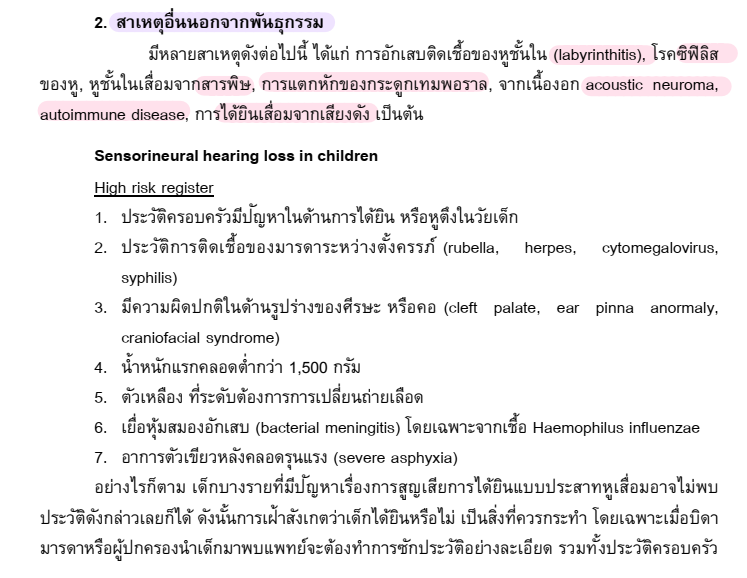 2. สาเหตุอื่นนอกจากพันธุกรรม
มีหลายสาเหตุดังต่อไปนี้ ได้แก่ การอักเสบติดเชื้อของหูชั้นใน (labyrinthitis), โรคซิฟิลิส
ของหู, หูชั้นในเสื่อมจากสารพิษ, การแตกหักของกระดูกเทมพอราล, จากเนื้องอก acoustic neuroma,
autoimmune disease, การได้ยินเสื่อมจากเสียงดัง เป็นต้น
Sensorineural hearing loss in children
High risk register
1. ประวัติครอบครัวมีปัญหาในด้านการได้ยิน หรือหูตึงในวัยเด็ก
2. ประวัติการติดเชื้อของมารดาระหว่างตั้งครรภ์ (rubella, herpes, cytomegalovirus,
syphilis)
3. มีความผิดปกติในด้านรูปร่างของศีรษะ หรือคอ (cleft palate, ear pinna anormaly,
craniofacial syndrome)
4. น้ำหนักแรกคลอดต่ำกว่า 1,500 กรัม
5. ตัวเหลือง ที่ระดับต้องการการเปลี่ยนถ่ายเลือด
6. เยื่อหุ้มสมองอักเสบ (bacterial meningitis) โดยเฉพาะจากเชื้อ Haemophilus influenzae
7. อาการตัวเขียวหลังคลอดรุนแรง (severe asphyxia)
อย่างไรก็ตาม เด็กบางรายที่มีปัญหาเรื่องการสูญเสียการได้ยินแบบประสาทหูเสื่อมอาจไม่พบ
ประวัติดังกล่าวเลยก็ได้ ดังนั้นการเฝ้าสังเกตว่าเด็กได้ยินหรือไม่ เป็นสิ่งที่ควรกระทำ โดยเฉพาะเมื่อบิดา
มารดาหรือผู้ปกครองนำเด็กมาพบแพทย์จะต้องทำการซักประวัติอย่างละเอียด รวมทั้งประวัติครอบครัว